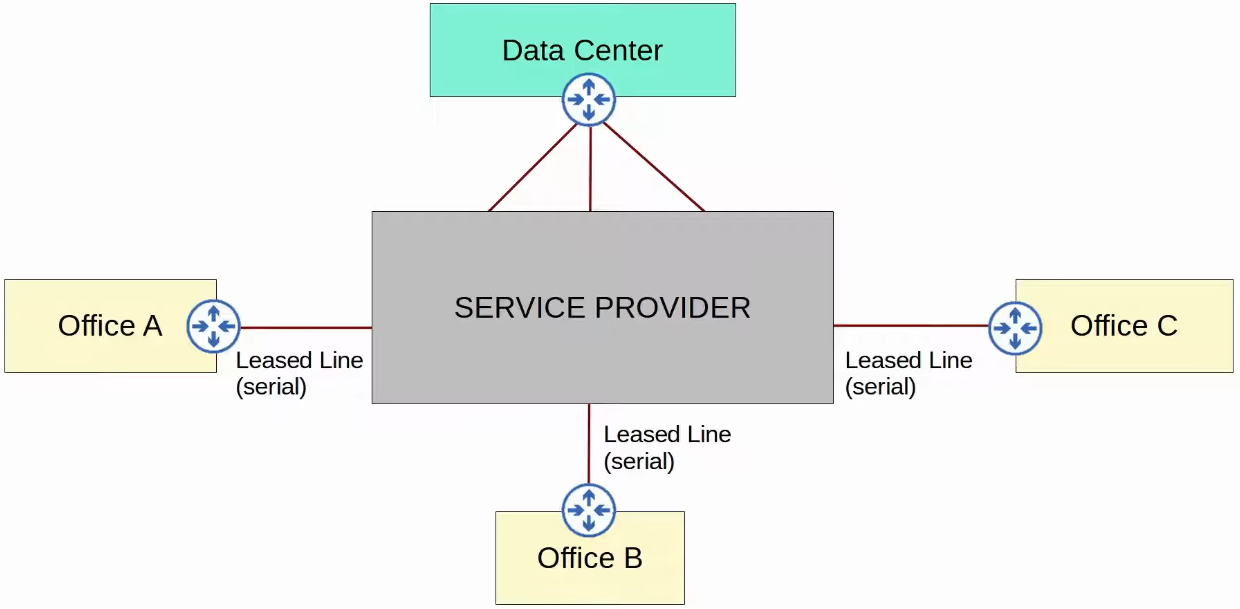 Data Center
SERVICE PROVIDER
Office A
Office C
Leased Line
(serial)
Leased Line
(serial)
Leased Line
(serial)
Office B